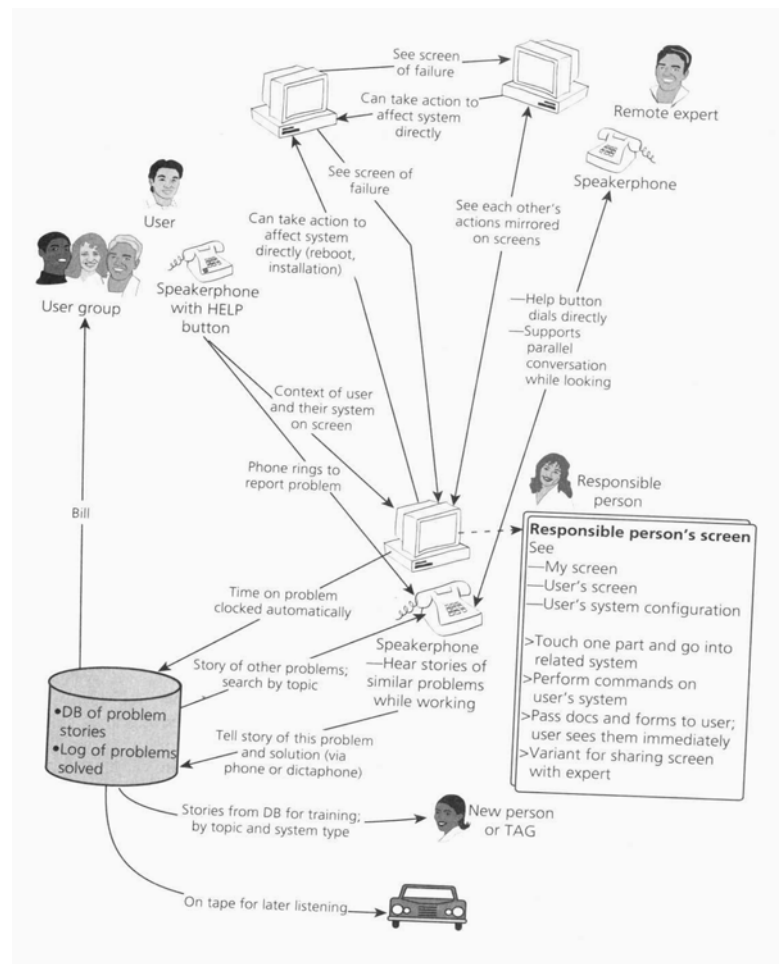 See screen
of failure
Can take action to
affect system
directly
Remote expert
Speakerphone
See screen of
failure
User
Can take action to
affect system
directly (reboot,
installation)
See each other's
actions mirrored
on screens
User group
Speakerphone
with HELP
button
—Help button
dials directly
—Supports
parallel
conversation
while looking
Context of user
and their system
on screen
Phone rings to
report problem
Bill
Responsible
person
Responsible person's screen
See
—My screen
—User's screen
—User's system configuration
>Touch one part and go into
related system
>Perform commands on
user's system
>Pass docs and forms to user;
user sees them immediately
>Variant for sharing screen
with expert
Time on problem
clocked automatically
Speakerphone
—Hear stories of
similar problems
while working
Story of other problems;
search by topic
•DB of problem
stories
•Log of problems
solved
Tell story of this problem
and solution (via
phone or dictaphone)
Stories from DB for training;
by topic and system type
New person
or TAG
On tape for later listening